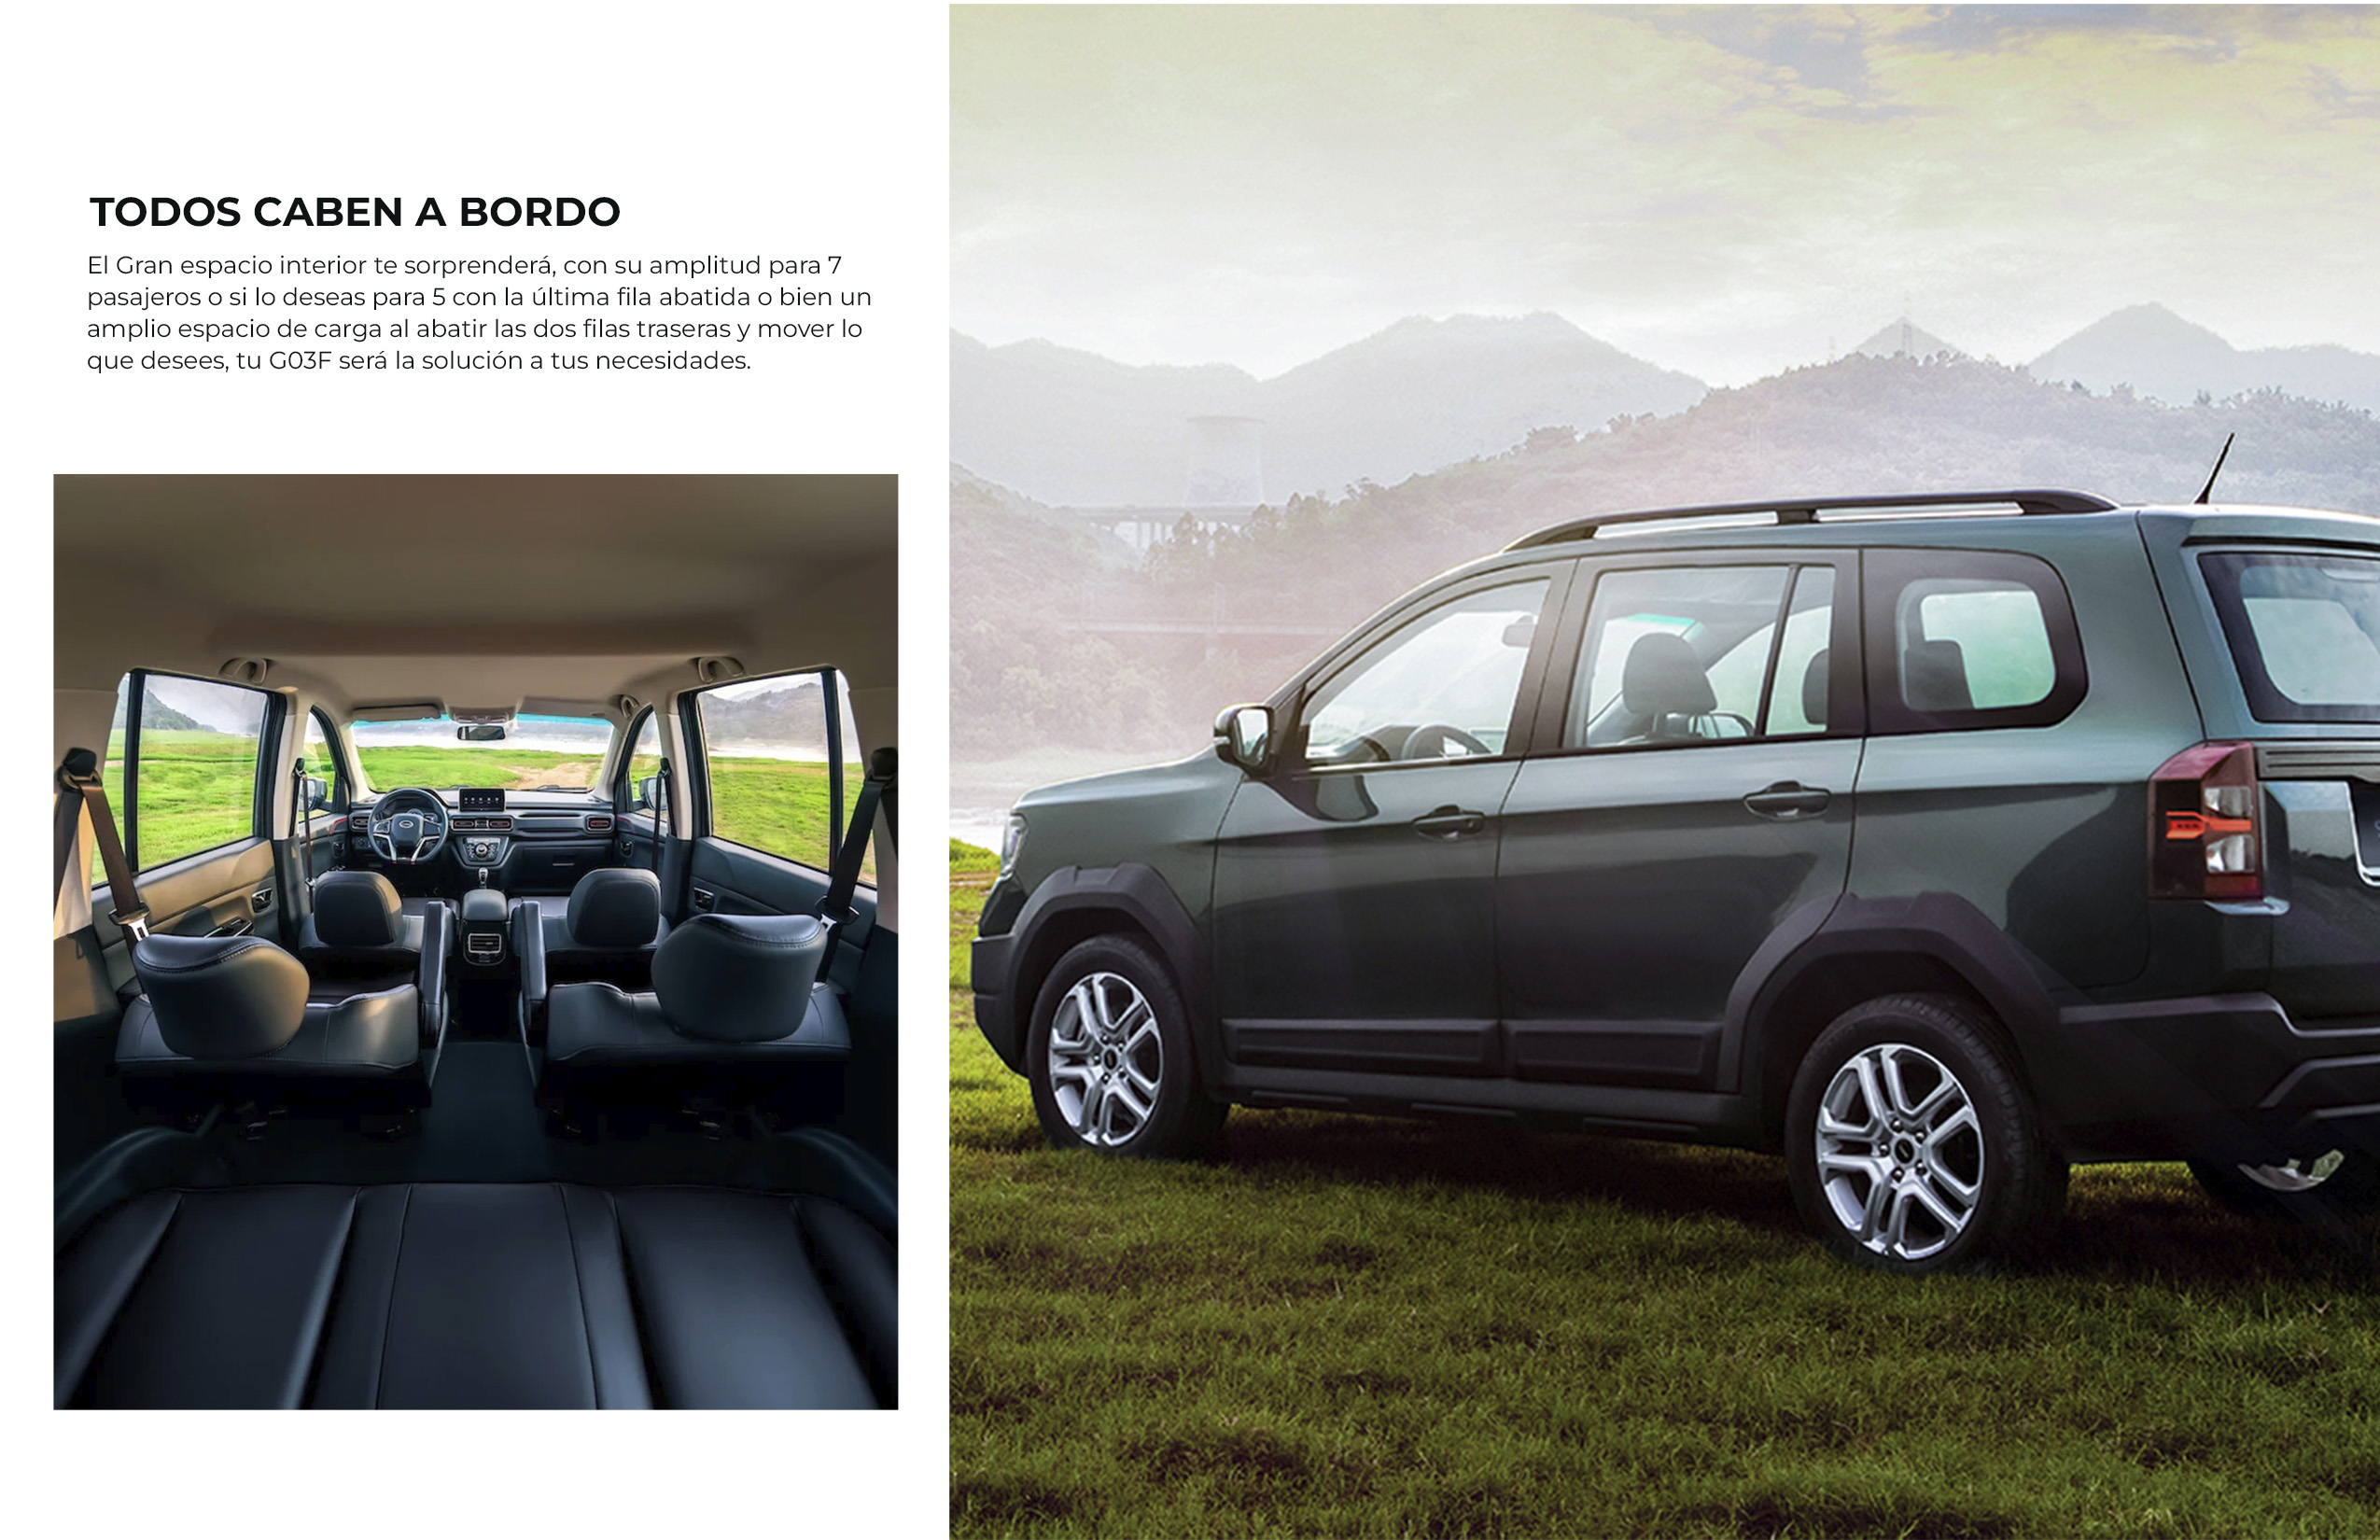 TODOS CABEN A BORDO
El Gran espacio interior te sorprenderá, con su amplitud para 7
pasajeros o si lo deseas para 5 con la última fila abatida o bien un
amplio espacio de carga al abatir las dos filas traseras y mover lo
que desees, tu G03F será la solución a tus necesidades.